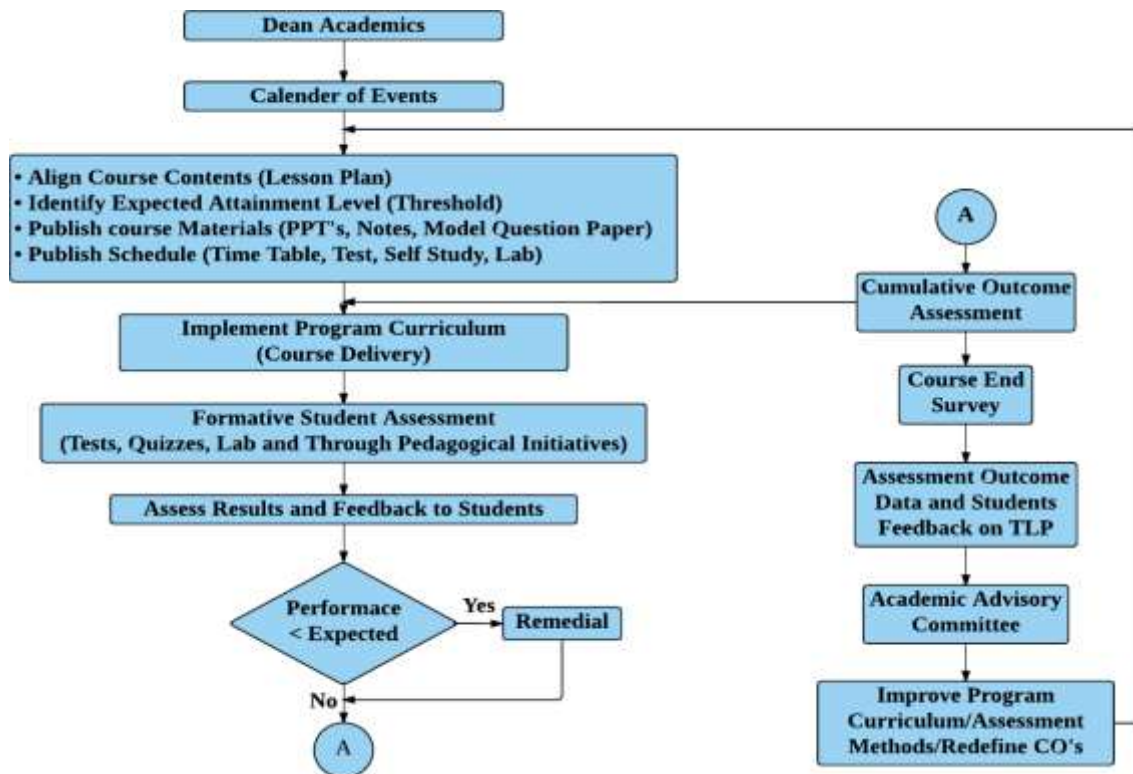 Dean Academics
Calender of Events
• Align Course Contents (Lesson Plan)
• Identify Expected Attainment Level (Threshold)
• Publish course Materials (PPT's, Notes, Model Question Paper)
• Publish Schedule (Time Table, Test, Self Study, Lab)
Implement Program Curriculum
(Course Delivery)
Formative Student Assessment
(Tests, Quizzes, Lab and Through Pedagogical Initiatives)
Assess Results and Feedback to Students
Performace
< Expected
Yes
Remedial
No
A
A
Cumulative Outcome
Assessment
Course End
Survey
Assessment Outcome
Data and Students
Feedback on TLP
Academic Advisory
Committee
Improve Program
Curriculum/Assessment
Methods/Redefine CO's